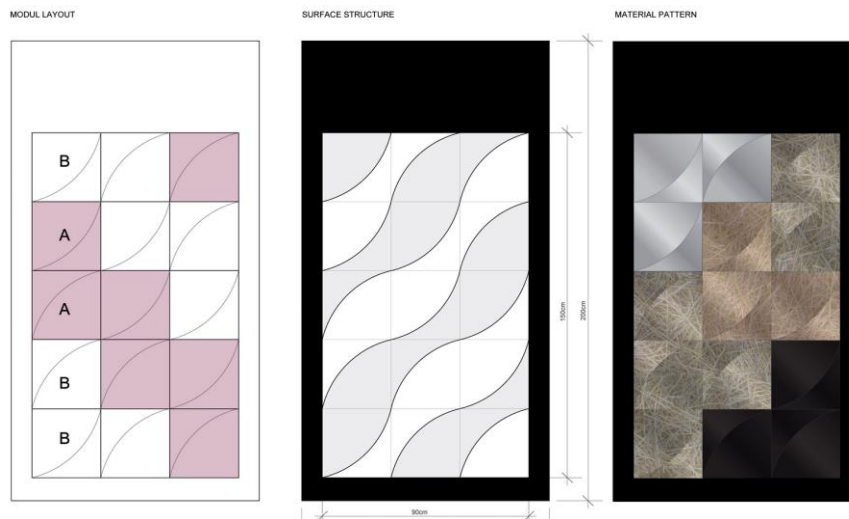 MODUL LAYOUT
SURFACE STRUCTURE
MATERIAL PATTERN
B
A
A
B
B
150cm
200cm
90cm